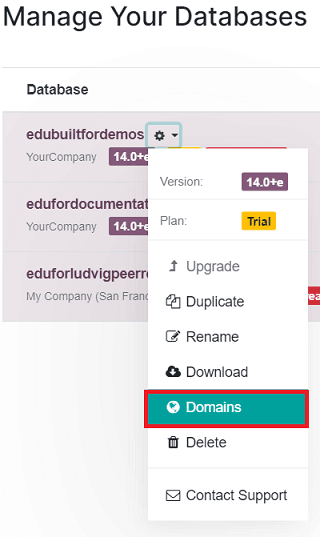 Manage Your Databases
Database
edubuiltfordemos
YourCompany 14.0+e
edufordocumentat
YourCompany 14.0+
eduforludvigpeerre
My Company (San Franc
Version: 14.0+e
Plan: Trial
Upgrade
Duplicate
Rename
Download
Domains
Delete
Contact Support